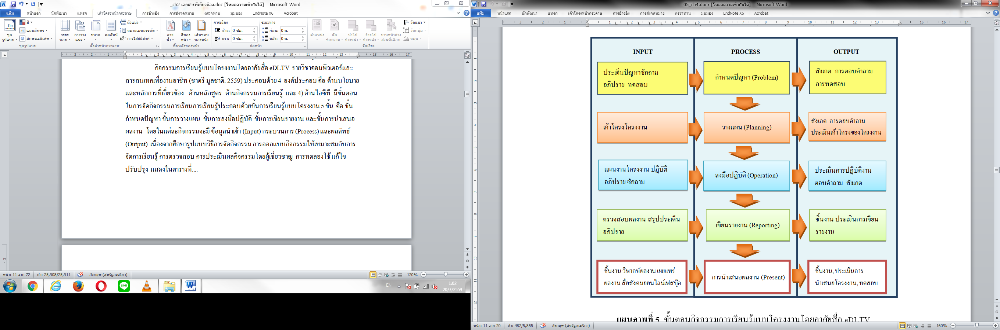 _ch2-เอกสารที่เกี่ยวข้อง.doc [โหมดความเข้ากันได้] - Microsoft Word
แฟ้ม หน้าแรก นักพัฒนา แทรก เค้าโครงหน้ากระดาษ การอ้างอิง การส่งจดหมาย ตรวจทาน มุมมอง EndNote X6 Acrobat
ชุดรูปแบบ สี แบบอักษร ลักษณะพิเศษ
ระยะขอบ การวางแนว ขนาด คอลัมน์ ตัวแบ่ง หมายเลขบรรทัด การใส่ยัติภังค์
ลายน้ำ สีของหน้า เส้นขอบของหน้า
การเยื้อง ระยะห่าง
ซ้าย: 0 ซม. ก่อน: 0 พ.
ขวา: 0 ซม. หลัง: 0 พ.
ตำแหน่ง ตัดข้อความ นำไปข้างหน้า ย้ายไปข้างหลัง บานหน้าต่างส่วนที่เลือก จัดแนว จัดกลุ่ม หมุน
ชุดรูปแบบ ตั้งค่าหน้ากระดาษ พื้นหลังของหน้า ย่อหน้า จัดเรียง
กิจกรรมการเรียนรู้แบบโครงงานโดยอาศัยสื่อ eDLTV รายวิชาคอมพิวเตอร์และ
สารสนเทศเพื่องานอาชีพ (ชาตรี มูลชาติ. 2559) ประกอบด้วย 4 องค์ประกอบ คือ ด้านนโยบาย
และหลักการที่เกี่ยวข้อง ด้านหลักสูตร ด้านกิจกรรมการเรียนรู้ และ 4) ด้านไอซีที มีขั้นตอน
ในการจัดกิจกรรมการเรียนการเรียนรู้ประกอบด้วยขั้นการเรียนรู้แบบโครงงาน 5 ขั้น คือ ขั้น
กำหนดปัญหา ขั้นการวางแผน ขั้นการลงมือปฏิบัติ ขั้นการเขียนรายงาน และขั้นการนำเสนอ
ผลงาน โดยในแต่ละกิจกรรมจะมี ข้อมูลนำเข้า (Input) กระบวนการ (Process) และผลลัพธ์
(Output) เนื่องจากศึกษารูปแบบวิธีการจัดกิจกรรม การออกแบบกิจกรรมให้เหมาะสมกับการ
จัดการเรียนรู้ การตรวจสอบ การประเมินผลกิจกรรมโดยผู้เชี่ยวชาญ การทดลองใช้ แก้ไข
ปรับปรุง แสดงในตารางที่....
หน้า: 11 จาก 72 คำ: 25,908/25,911 อังกฤษ (สหรัฐอเมริกา) 120%
LINE
EN 1:02
20/7/2559
05_ch4.docx [โหมดความเข้ากันได้] - Microsoft Word
แฟ้ม หน้าแรก นักพัฒนา แทรก เค้าโครงหน้ากระดาษ การอ้างอิง การส่งจดหมาย ตรวจทาน มุมมอง EndNote X6 Acrobat
INPUT PROCESS OUTPUT
ประเด็นปัญหาซักถาม
อภิปราย ทดสอบ
กำหนดปัญหา (Problem)
สังเกต การตอบคำถาม
การทดสอบ
เค้าโครงโครงงาน
วางแผน (Planning)
สังเกต การตอบคำถาม
ประเมินเค้าโครงของโครงงาน
แผนงานโครงงาน ปฏิบัติ
อภิปราย ซักถาม
ลงมือปฏิบัติ (Operation)
ประเมินการปฏิบัติงาน
ตอบคำถาม สังเกต
ตรวจสอบผลงาน สรุปประเด็น
อภิปราย
เขียนรายงาน (Reporting)
ชิ้นงาน ประเมินการเขียน
รายงาน
ชิ้นงาน วิพากษ์ผลงาน เผยแพร่
ผลงาน สื่อสังคมออนไลน์เฟสบุ๊ค
การนำเสนอผลงาน (Present)
ชิ้นงาน, ประเมินการ
นำเสนอโครงงาน, ทดสอบ
แผนภาพที่ 5 ขั้นตอนกิจกรรมการเรียนรู้แบบโครงงานโดยอาศัยสื่อ eDLTV
หน้า: 11 จาก 20 คำ: 482/5,855 อังกฤษ (สหรัฐอเมริกา) 160%